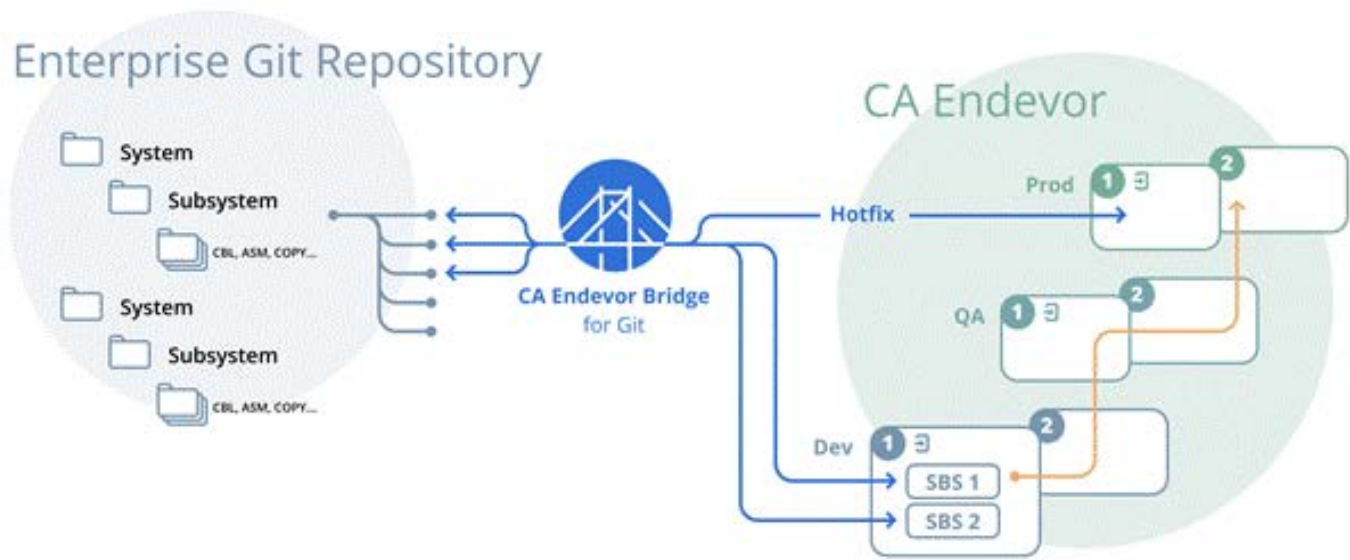 Enterprise Git Repository
System
Subsystem
CBL, ASM, COPY...
System
Subsystem
CBL, ASM, COPY...
CA Endevor Bridge
for Git
Hotfix
CA Endevor
Prod
1
2
QA
1
2
Dev
1
2
SBS 1
SBS 2